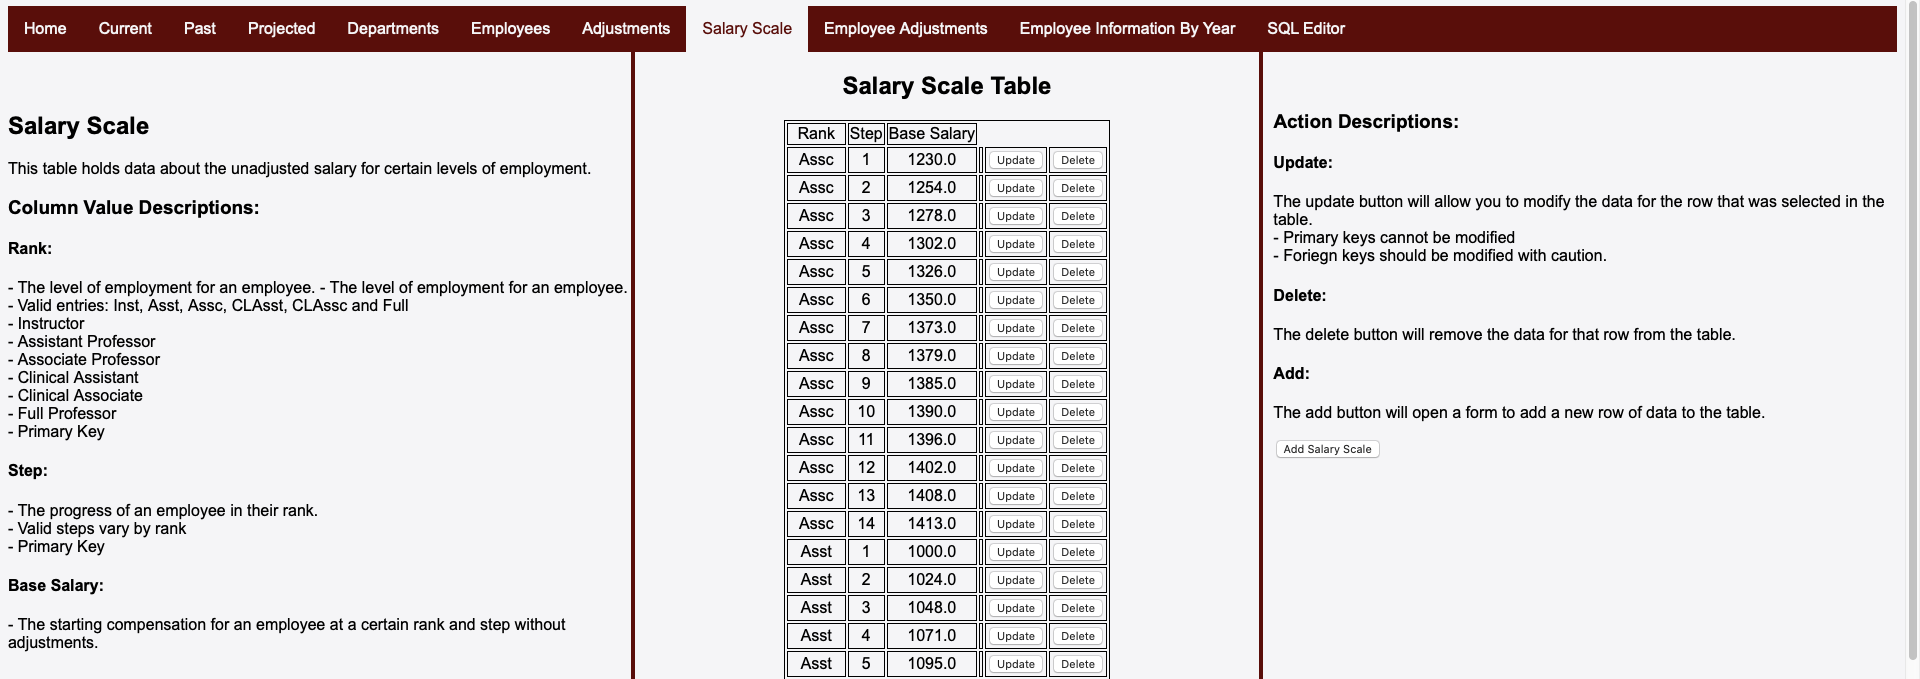 Home Current Past Projected Departments Employees Adjustments Salary Scale Employee Adjustments Employee Information By Year SQL Editor
Salary Scale
This table holds data about the unadjusted salary for certain levels of employment.
Column Value Descriptions:
Rank:
- The level of employment for an employee. - The level of employment for an employee.
- Valid entries: Inst, Asst, Assc, CLAsst, CLAssc and Full
- Instructor
- Assistant Professor
- Associate Professor
- Clinical Assistant
- Clinical Associate
- Full Professor
- Primary Key
Step:
- The progress of an employee in their rank.
- Valid steps vary by rank
- Primary Key
Base Salary:
- The starting compensation for an employee at a certain rank and step without
adjustments.
Salary Scale Table
Rank Step Base Salary
Assc 1 1230.0 Update Delete
Assc 2 1254.0 Update Delete
Assc 3 1278.0 Update Delete
Assc 4 1302.0 Update Delete
Assc 5 1326.0 Update Delete
Assc 6 1350.0 Update Delete
Assc 7 1373.0 Update Delete
Assc 8 1379.0 Update Delete
Assc 9 1385.0 Update Delete
Assc 10 1390.0 Update Delete
Assc 11 1396.0 Update Delete
Assc 12 1402.0 Update Delete
Assc 13 1408.0 Update Delete
Assc 14 1413.0 Update Delete
Asst 1 1000.0 Update Delete
Asst 2 1024.0 Update Delete
Asst 3 1048.0 Update Delete
Asst 4 1071.0 Update Delete
Asst 5 1095.0 Update Delete
Action Descriptions:
Update:
The update button will allow you to modify the data for the row that was selected in the
table.
- Primary keys cannot be modified
- Foriegn keys should be modified with caution.
Delete:
The delete button will remove the data for that row from the table.
Add:
The add button will open a form to add a new row of data to the table.
Add Salary Scale